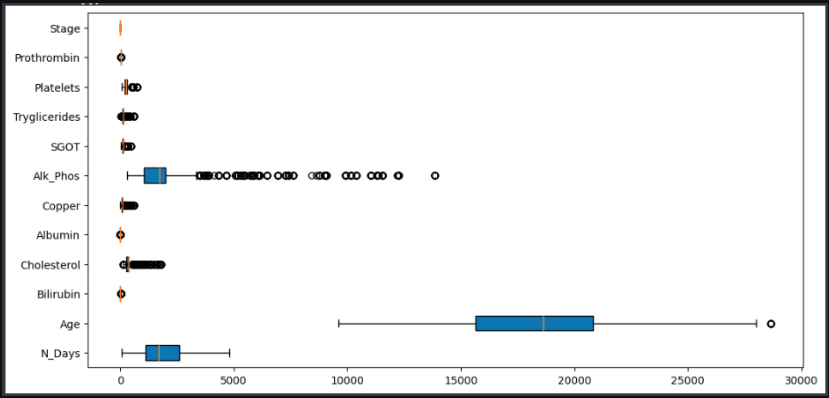 Stage
Prothrombin
Platelets
Tryglicerides
SGOT
Alk_Phos
Copper
Albumin
Cholesterol
Bilirubin
Age
N_Days
0 5000 10000 15000 20000 25000 30000